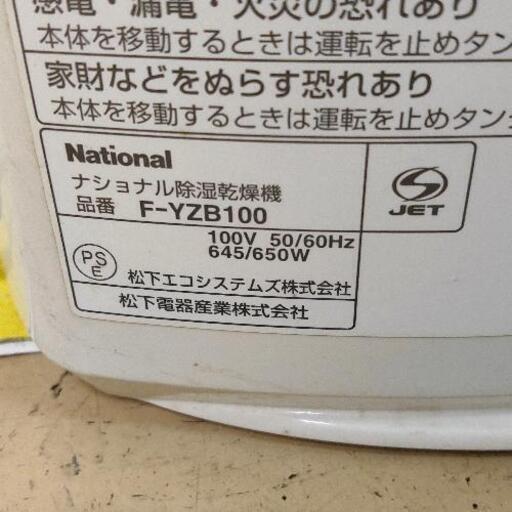 感電・漏電・火災の恐れあり
本体を移動するときは運転を止めタン
家財などをぬらす恐れあり
本体を移動するときは運転を止めタン
National
ナショナル除湿乾燥機
品番 F-YZB100
100V 50/60Hz
645/650W
PS
E
松下エコシステムズ株式会社
松下電器産業株式会社
S
JET